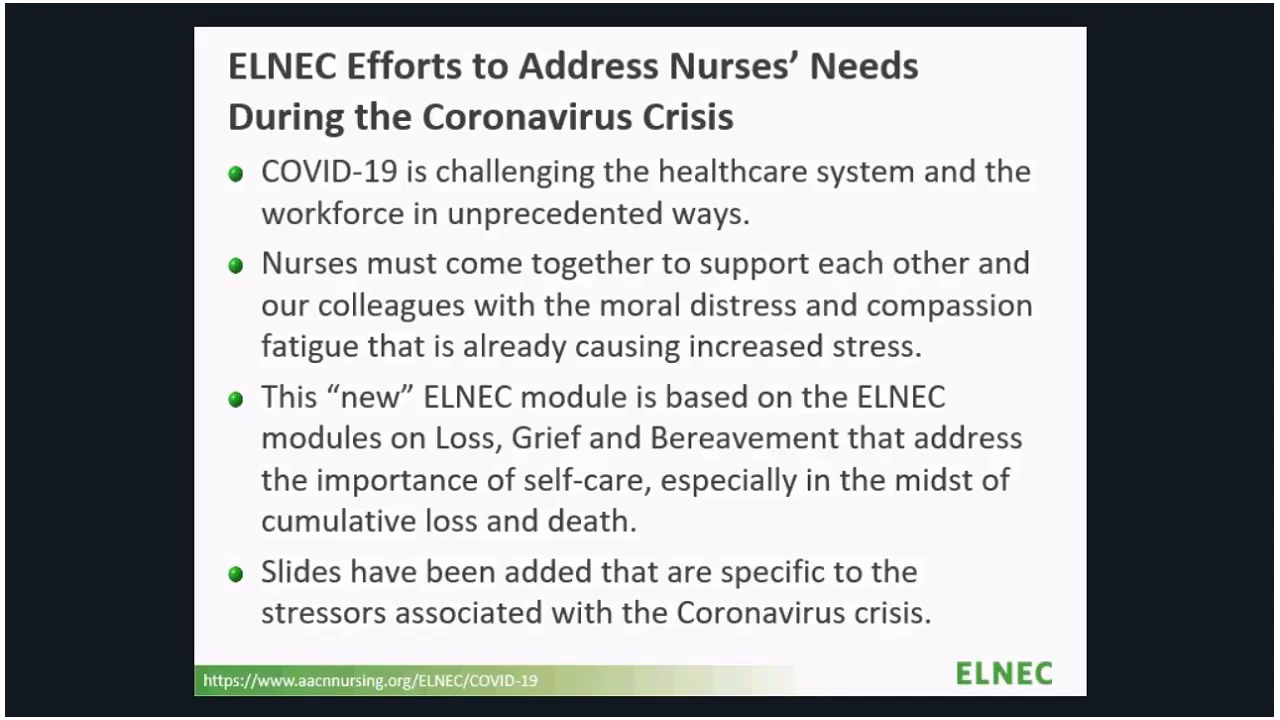 ELNEC Efforts to Address Nurses’ Needs
During the Coronavirus Crisis
COVID-19 is challenging the healthcare system and the
workforce in unprecedented ways.
Nurses must come together to support each other and
our colleagues with the moral distress and compassion
fatigue that is already causing increased stress.
This “new” ELNEC module is based on the ELNEC
modules on Loss, Grief and Bereavement that address
the importance of self-care, especially in the midst of
cumulative loss and death.
Slides have been added that are specific to the
stressors associated with the Coronavirus crisis.
https://www.aacnnursing.org/ELNEC/COVID-19
ELNEC